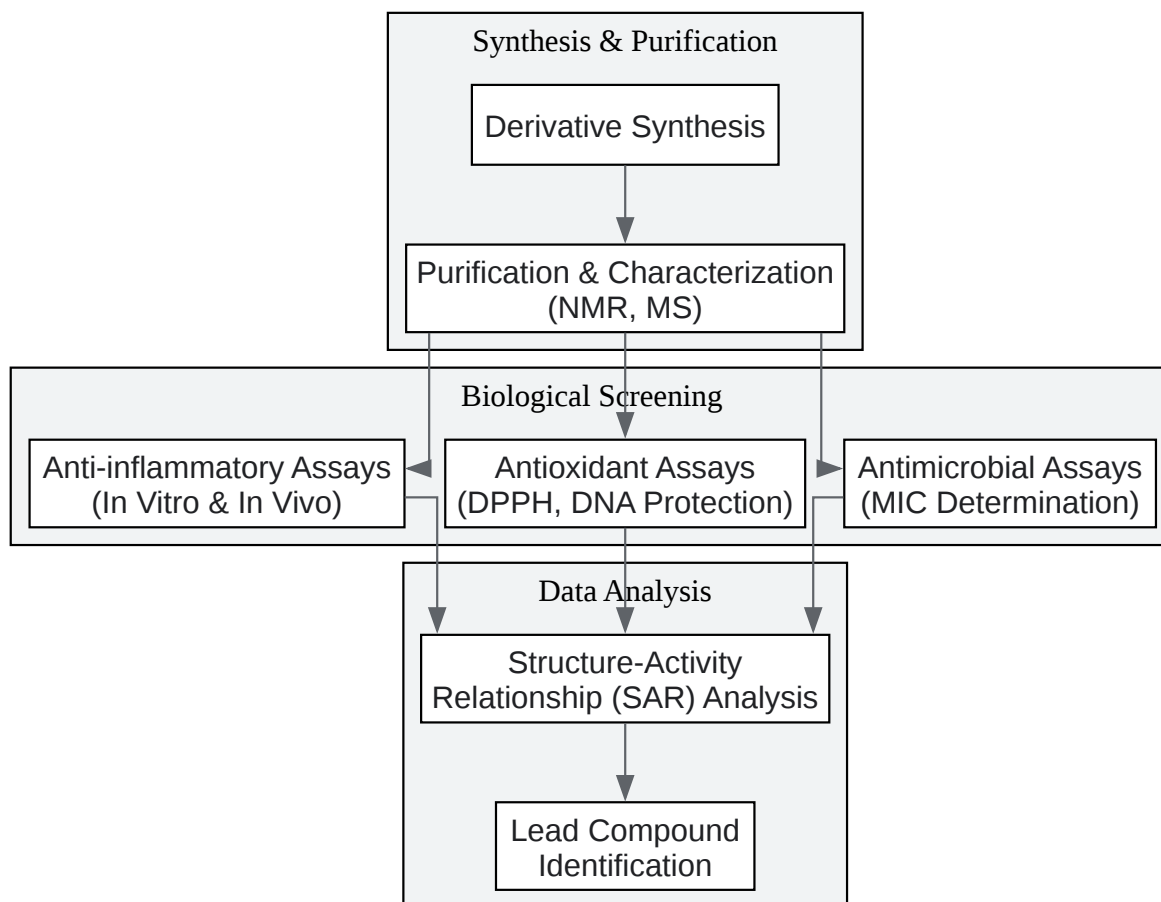 Synthesis & Purification
Derivative Synthesis
Purification & Characterization
(NMR, MS)
Biological Screening
Anti-inflammatory Assays
(In Vitro & In Vivo)
Antioxidant Assays
(DPPH, DNA Protection)
Antimicrobial Assays
(MIC Determination)
Data Analysis
Structure-Activity
Relationship (SAR) Analysis
Lead Compound
Identification